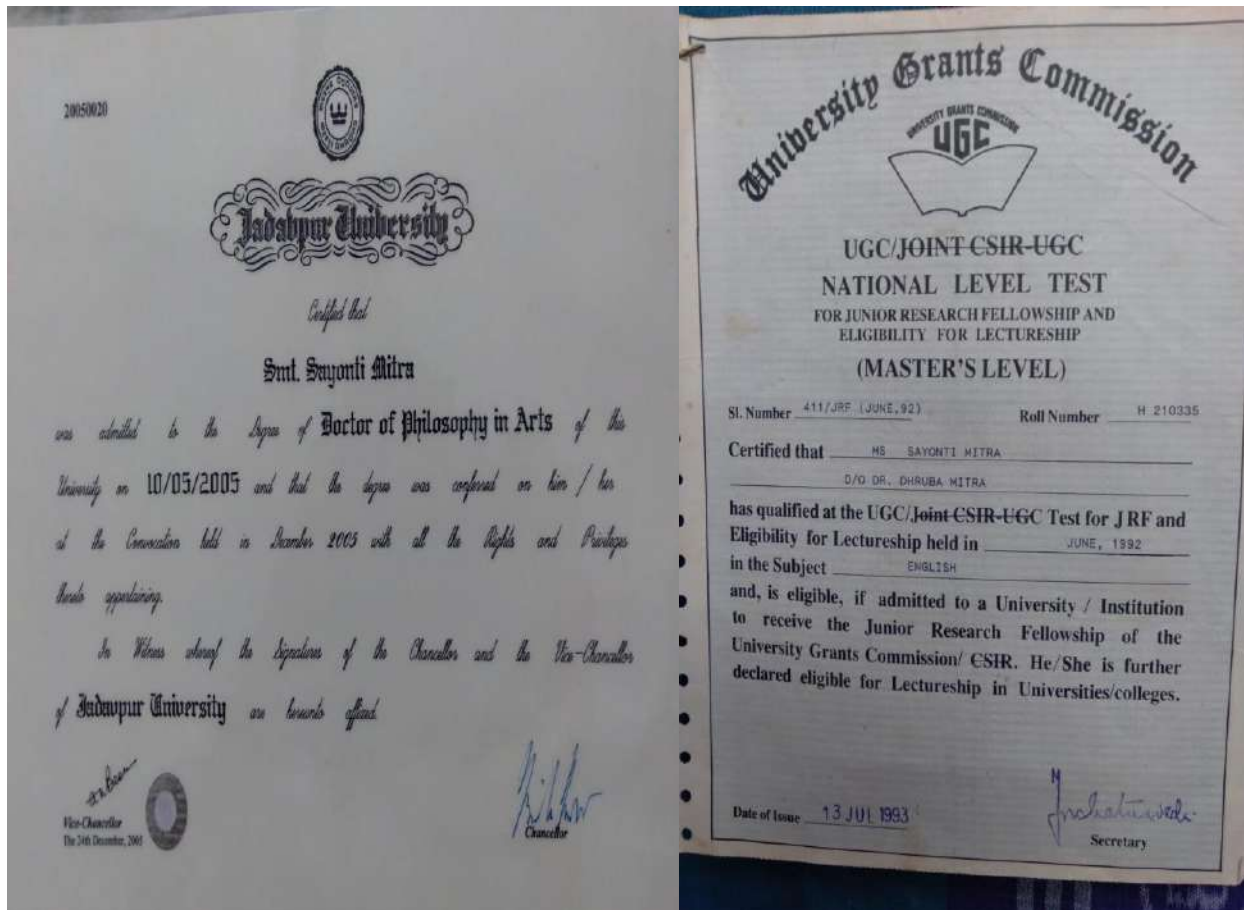 20050020
Jadavpur University
Certified that
Smt. Sayonti Mitra
was admitted to the Degree of Doctor of Philosophy in Arts of this
University on 10/05/2005 and that the degree was conferred on him / her
at the Convocation held in December 2005 with all the Rights and Privileges
thereto appertaining.
In Witness whereof the Signatures of the Chancellor and the Vice-Chancellor
of Jadavpur University are hereunto affixed.
Vice-Chancellor
The 24th December, 2005
Chancellor
University Grants Commission
UNIVERSITY GRANTS COMMISSION
UGC
UGC/JOINT CSIR-UGC
NATIONAL LEVEL TEST
FOR JUNIOR RESEARCH FELLOWSHIP AND
ELIGIBILITY FOR LECTURESHIP
(MASTER'S LEVEL)
Sl. Number 411/JRF (JUNE,92) Roll Number H 210335
Certified that MS SAYONTI MITRA
D/O DR. DHRUBA MITRA
has qualified at the UGC/Joint CSIR-UGC Test for JRF and
Eligibility for Lectureship held in JUNE, 1992
in the Subject ENGLISH
and, is eligible, if admitted to a University / Institution
to receive the Junior Research Fellowship of the
University Grants Commission/ CSIR. He/She is further
declared eligible for Lectureship in Universities/colleges.
Date of Issue 13 JUL 1993
Secretary